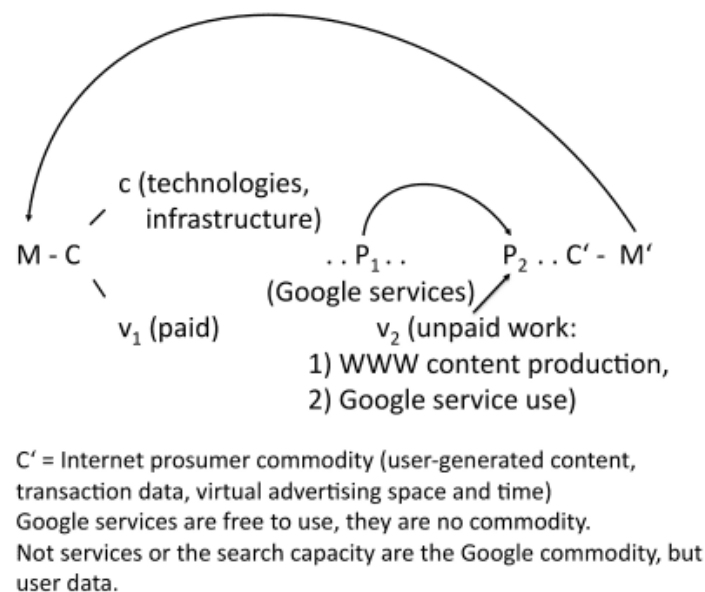 c (technologies,
infrastructure)
M - C . . P₁ . . P₂ . . C‘ - M‘
(Google services)
v₁ (paid) v₂ (unpaid work:
1) WWW content production,
2) Google service use)
C‘ = Internet prosumer commodity (user-generated content,
transaction data, virtual advertising space and time)
Google services are free to use, they are no commodity.
Not services or the search capacity are the Google commodity, but
user data.